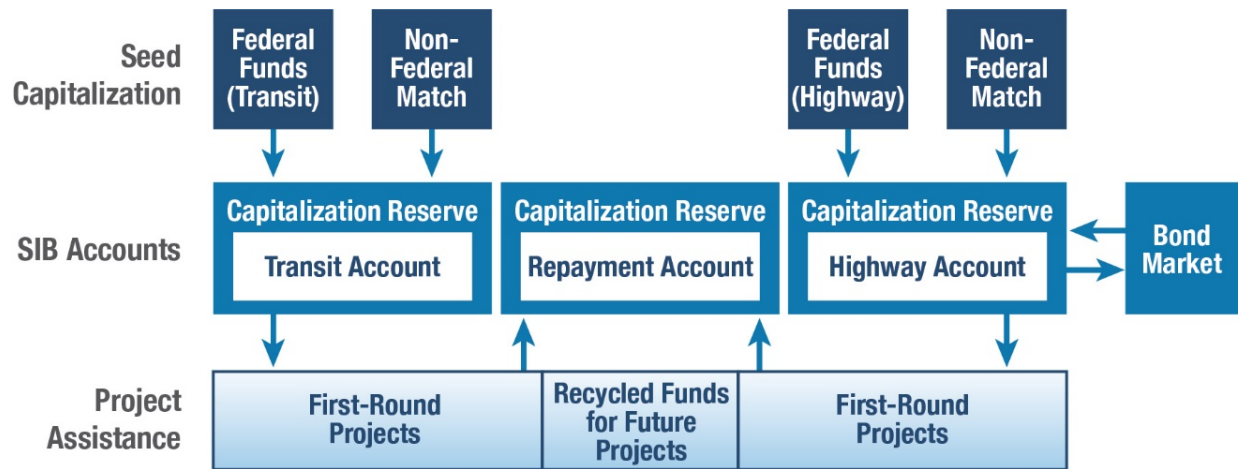 Seed
Capitalization
Federal
Funds
(Transit)
Non-
Federal
Match
Federal
Funds
(Highway)
Non-
Federal
Match
SIB Accounts
Capitalization Reserve
Transit Account
Capitalization Reserve
Repayment Account
Capitalization Reserve
Highway Account
Bond
Market
Project
Assistance
First-Round
Projects
Recycled Funds
for Future
Projects
First-Round
Projects